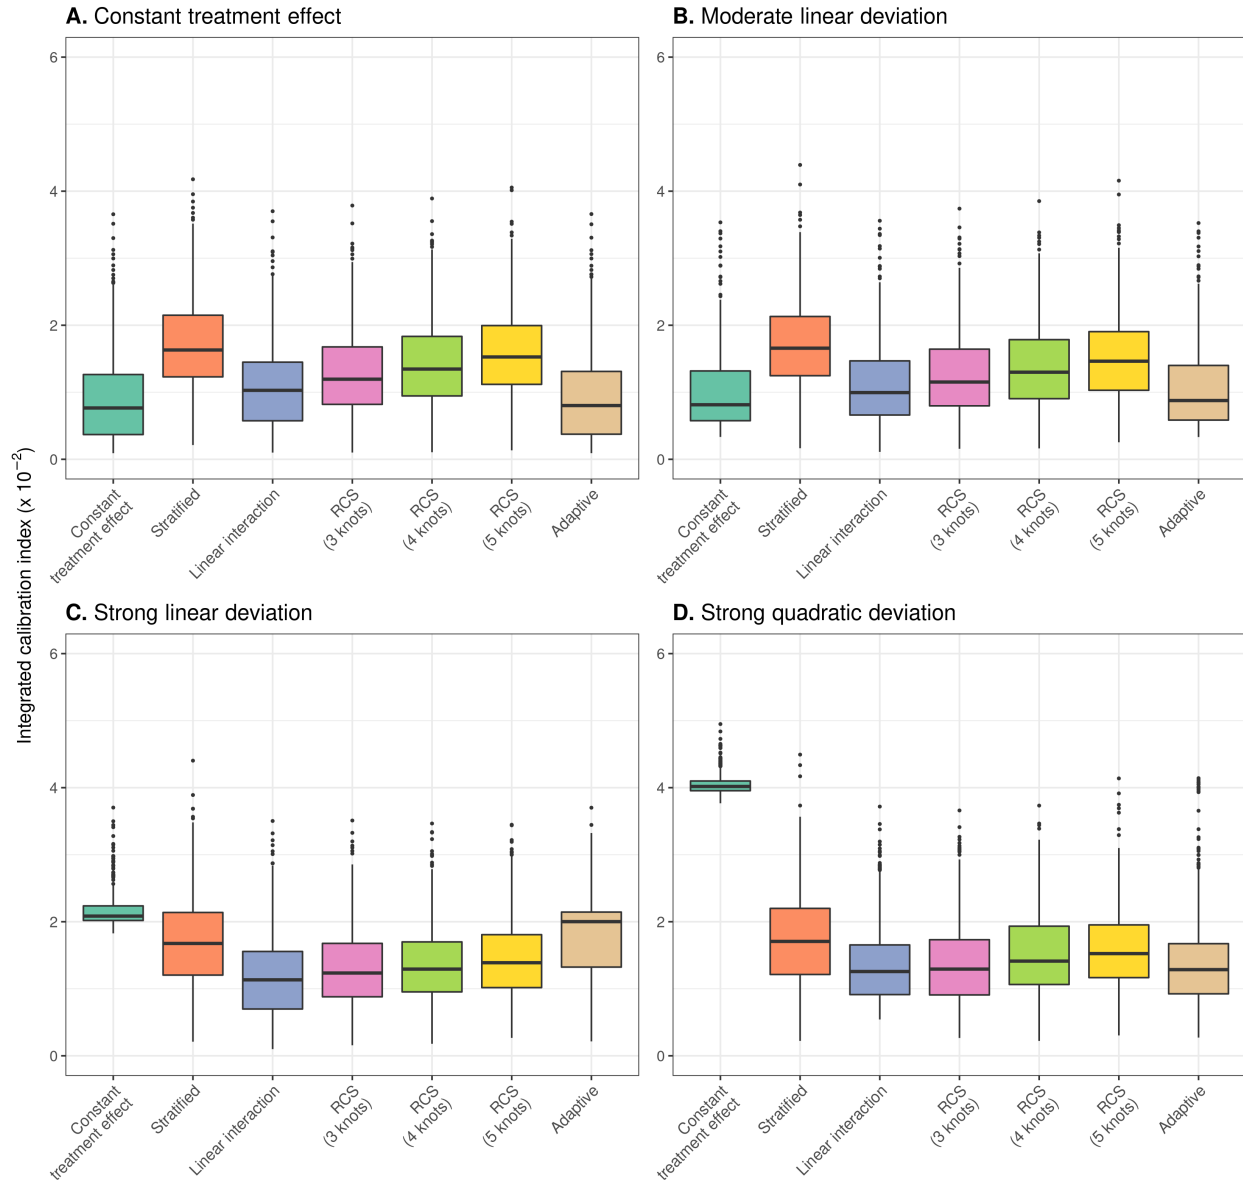 A. Constant treatment effect
6
4
2
0
Constant
treatment effect
Stratified
Linear interaction
RCS
(3 knots)
RCS
(4 knots)
RCS
(5 knots)
Adaptive
B. Moderate linear deviation
6
4
2
0
Constant
treatment effect
Stratified
Linear interaction
RCS
(3 knots)
RCS
(4 knots)
RCS
(5 knots)
Adaptive
Integrated calibration index (x 10⁻²)
C. Strong linear deviation
6
4
2
0
Constant
treatment effect
Stratified
Linear interaction
RCS
(3 knots)
RCS
(4 knots)
RCS
(5 knots)
Adaptive
D. Strong quadratic deviation
6
4
2
0
Constant
treatment effect
Stratified
Linear interaction
RCS
(3 knots)
RCS
(4 knots)
RCS
(5 knots)
Adaptive